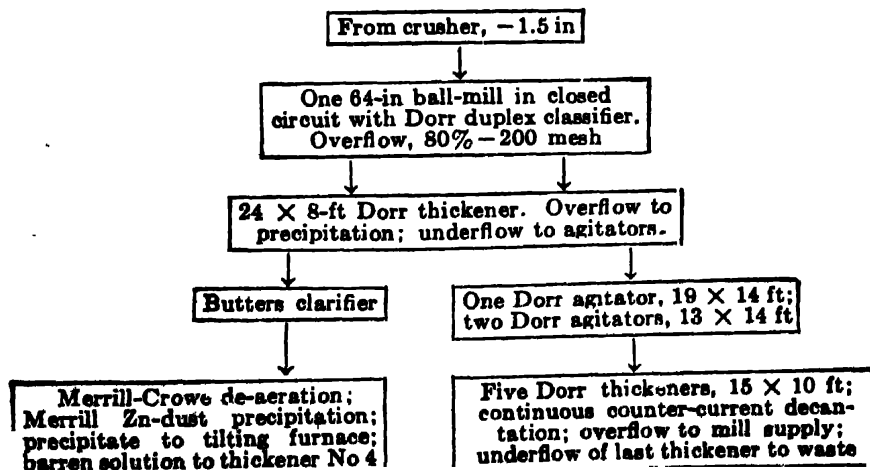 From crusher, −1.5 in
One 64-in ball-mill in closed
circuit with Dorr duplex classifier.
Overflow, 80%−200 mesh
24 × 8-ft Dorr thickener. Overflow to
precipitation; underflow to agitators.
Butters clarifier
One Dorr agitator, 19 × 14 ft;
two Dorr agitators, 13 × 14 ft
Merrill-Crowe de-aeration;
Merrill Zn-dust precipitation;
precipitate to tilting furnace;
barren solution to thickener No 4
Five Dorr thickeners, 15 × 10 ft;
continuous counter-current decan-
tation; overflow to mill supply;
underflow of last thickener to waste